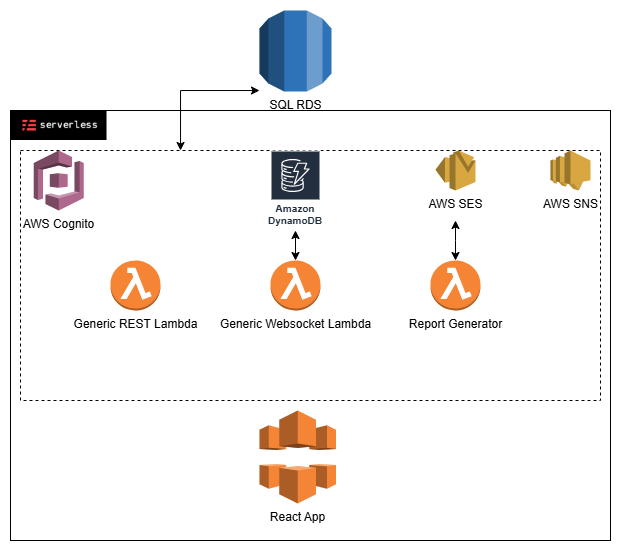 SQL RDS
serverless
AWS Cognito
Amazon
DynamoDB
AWS SES
AWS SNS
Generic REST Lambda
Generic Websocket Lambda
Report Generator
React App